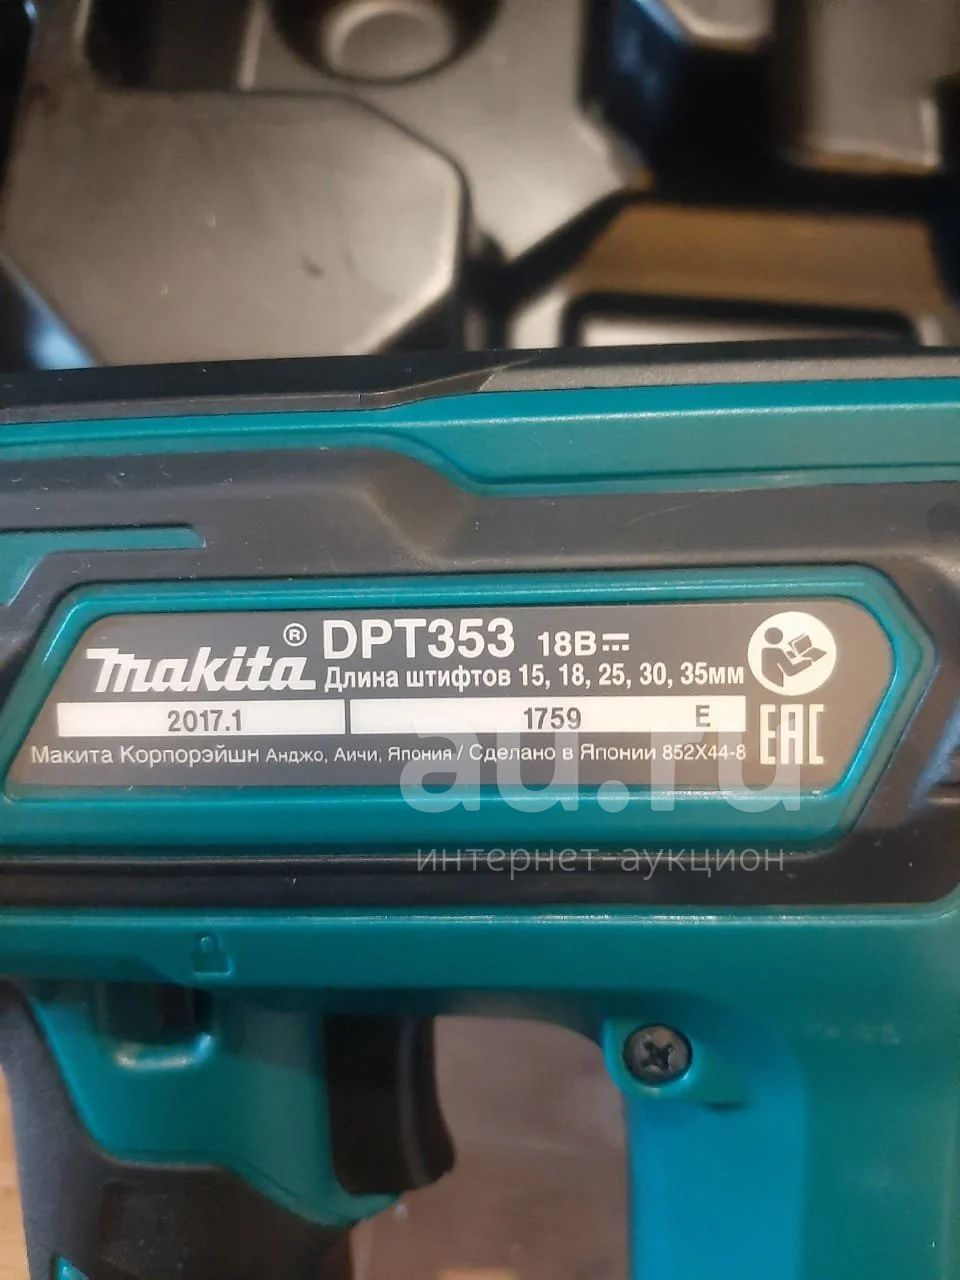 makita® DPT353 18В
Длина штифтов 15, 18, 25, 30, 35мм
2017.1 1759 E
Макита Корпорэйшн Анджо, Аичи, Япония / Сделано в Японии 852X44-8
EAC
au.ru
интернет-аукцион